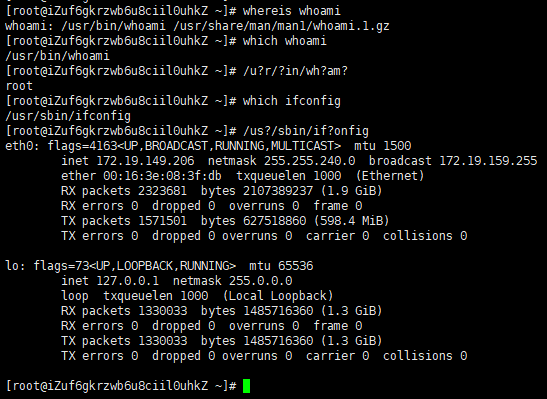 [root@iZuf6gkrzwb6u8ciil0uhkZ ~]# whereis whoami
whoami: /usr/bin/whoami /usr/share/man/man1/whoami.1.gz
[root@iZuf6gkrzwb6u8ciil0uhkZ ~]# which whoami
/usr/bin/whoami
[root@iZuf6gkrzwb6u8ciil0uhkZ ~]# /u?r/?in/wh?am?
root
[root@iZuf6gkrzwb6u8ciil0uhkZ ~]# which ifconfig
/usr/sbin/ifconfig
[root@iZuf6gkrzwb6u8ciil0uhkZ ~]# /us?/sbin/if?onfig
eth0: flags=4163<UP,BROADCAST,RUNNING,MULTICAST>  mtu 1500
        inet 172.19.149.206  netmask 255.255.240.0  broadcast 172.19.159.255
        ether 00:16:3e:08:3f:db  txqueuelen 1000  (Ethernet)
        RX packets 2323681  bytes 2107389237 (1.9 GiB)
        RX errors 0  dropped 0  overruns 0  frame 0
        TX packets 1571501  bytes 627518860 (598.4 MiB)
        TX errors 0  dropped 0 overruns 0  carrier 0  collisions 0

lo: flags=73<UP,LOOPBACK,RUNNING>  mtu 65536
        inet 127.0.0.1  netmask 255.0.0.0
        loop  txqueuelen 1000  (Local Loopback)
        RX packets 1330033  bytes 1485716360 (1.3 GiB)
        RX errors 0  dropped 0  overruns 0  frame 0
        TX packets 1330033  bytes 1485716360 (1.3 GiB)
        TX errors 0  dropped 0 overruns 0  carrier 0  collisions 0

[root@iZuf6gkrzwb6u8ciil0uhkZ ~]#